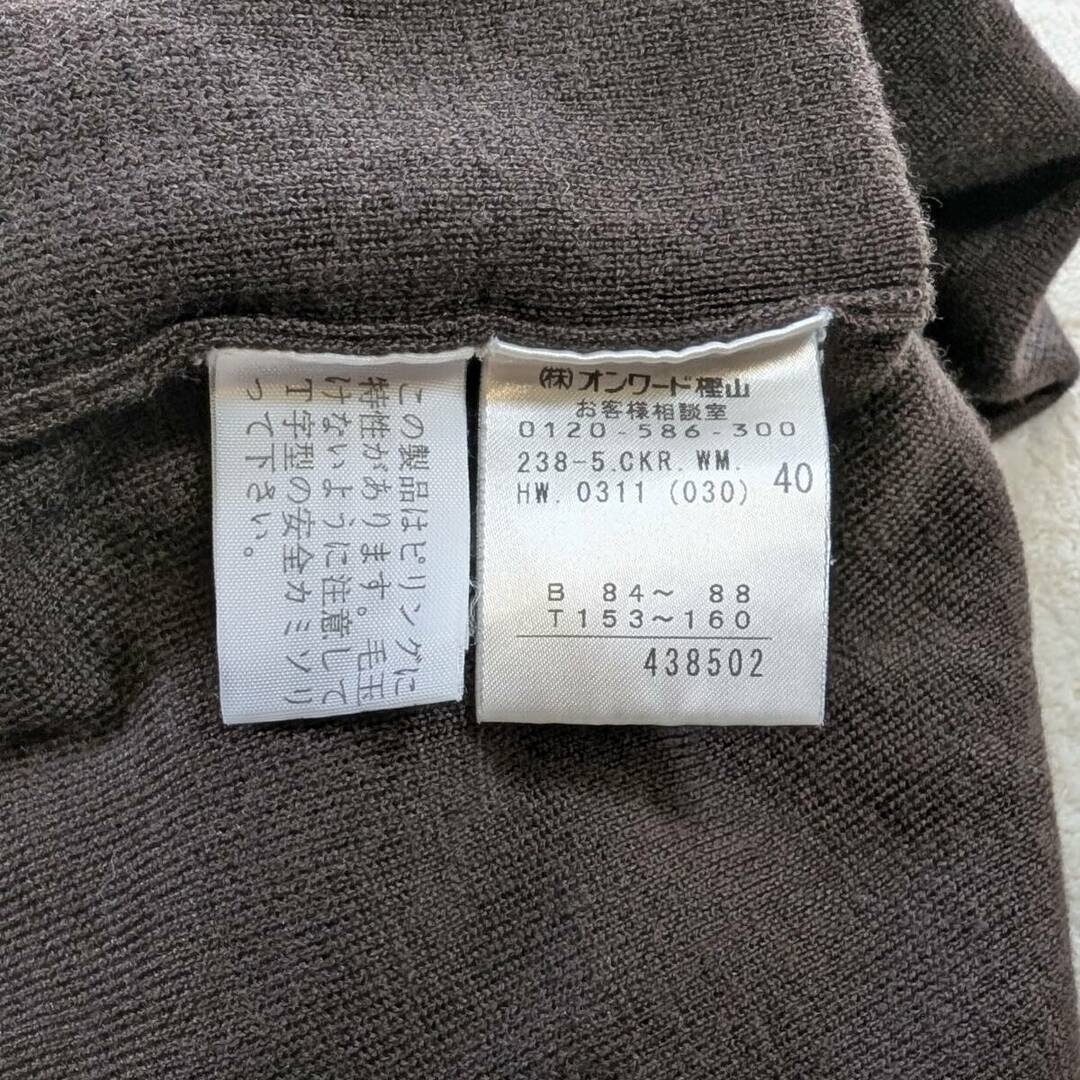 この製品はピリングに
特性があります。毛玉
けないように注意して
T字型の安全カミソリ
って下さい。
(株)オンワード樫山
お客様相談室
0120-586-300
238-5.CKR.WM.
HW.0311 (030) 40
B 84～ 88
T153～160
438502